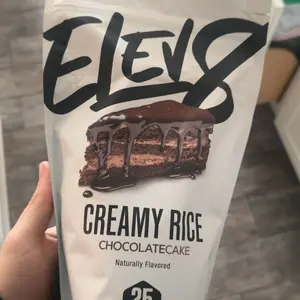 ELEV8
CREAMY RICE
CHOCOLATECAKE
Naturally Flavored
25